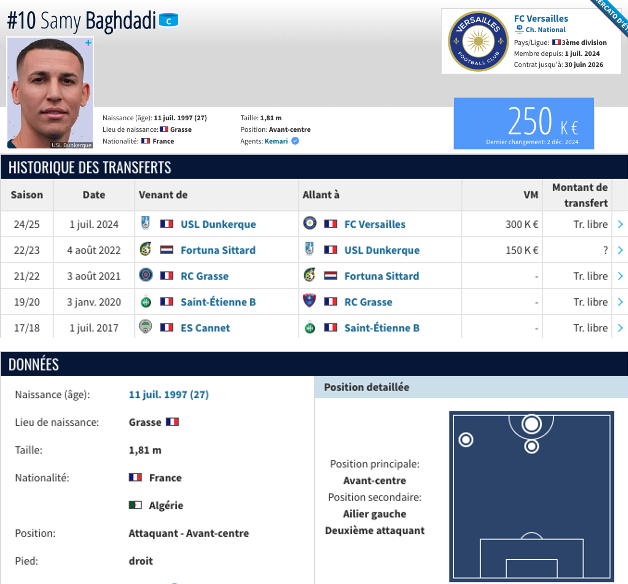 #10 Samy Baghdadi C
MERCATO D'É
VERSAILLES
FOOTBALL CLUB
FC Versailles
Ch. National
Pays/Ligue: 3ème division
Membre depuis: 1 juil. 2024
Contrat jusqu'à: 30 juin 2026
USL Dunkerque
Naissance (âge): 11 juil. 1997 (27)
Lieu de naissance: Grasse
Nationalité: France
Taille: 1,81 m
Position: Avant-centre
Agents: Kemari
250 K €
Dernier changement: 2 déc. 2024
HISTORIQUE DES TRANSFERTS
Saison Date Venant de Allant à VM Montant de transfert
24/25 1 juil. 2024 USL Dunkerque FC Versailles 300 K € Tr. libre
22/23 4 août 2022 Fortuna Sittard USL Dunkerque 150 K € ?
21/22 3 août 2021 RC Grasse Fortuna Sittard - Tr. libre
19/20 3 janv. 2020 Saint-Étienne B RC Grasse - Tr. libre
17/18 1 juil. 2017 ES Cannet Saint-Étienne B - Tr. libre
DONNÉES
Naissance (âge): 11 juil. 1997 (27)
Lieu de naissance: Grasse
Taille: 1,81 m
Nationalité: France
Algérie
Position: Attaquant - Avant-centre
Pied: droit
Position detaillée
Position principale:
Avant-centre
Position secondaire:
Ailier gauche
Deuxième attaquant